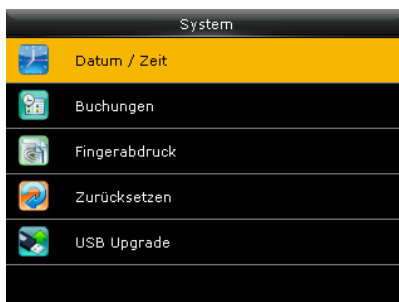 System
Datum / Zeit
Buchungen
Fingerabdruck
Zurücksetzen
USB Upgrade